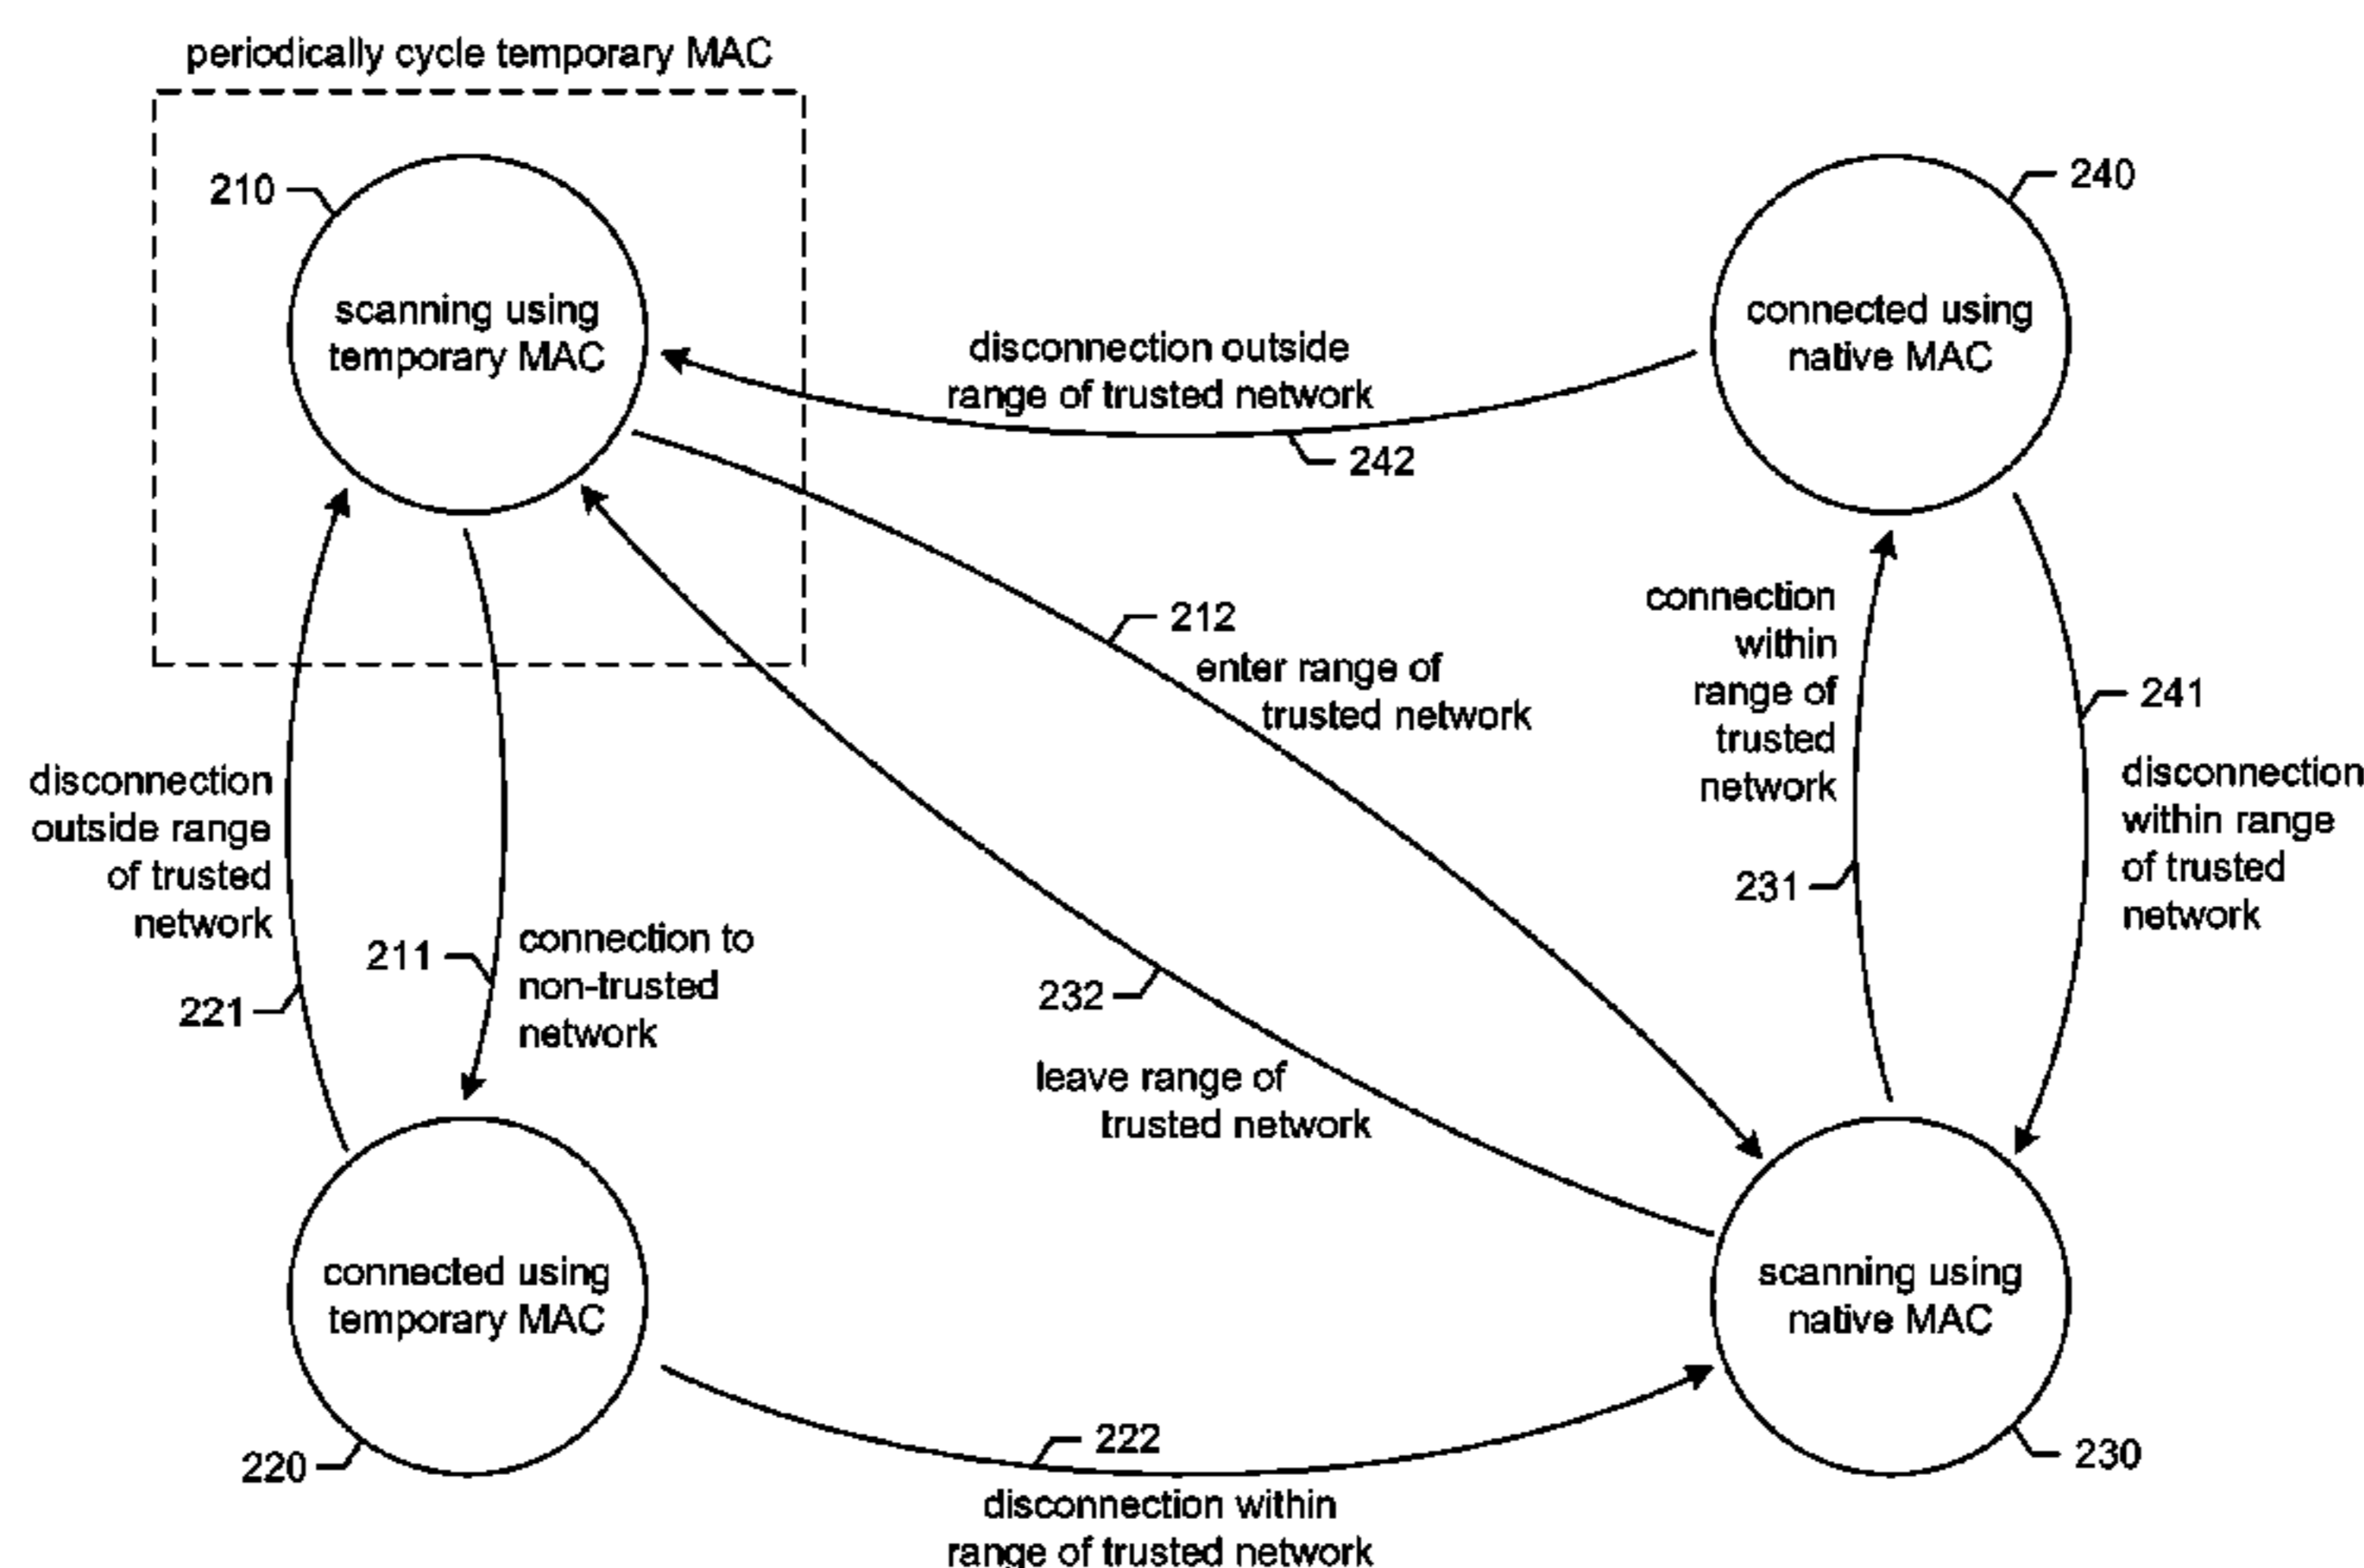 periodically cycle temporary MAC
210
scanning using
temporary MAC
240
connected using
native MAC
disconnection outside
range of trusted network
242
212
enter range of
trusted network
connection
within
range of
trusted
network
231
241
disconnection
within range
of trusted
network
disconnection
outside range
of trusted
network
221
211
connection to
non-trusted
network
232
leave range of
trusted network
connected using
temporary MAC
220
scanning using
native MAC
230
222
disconnection within
range of trusted network